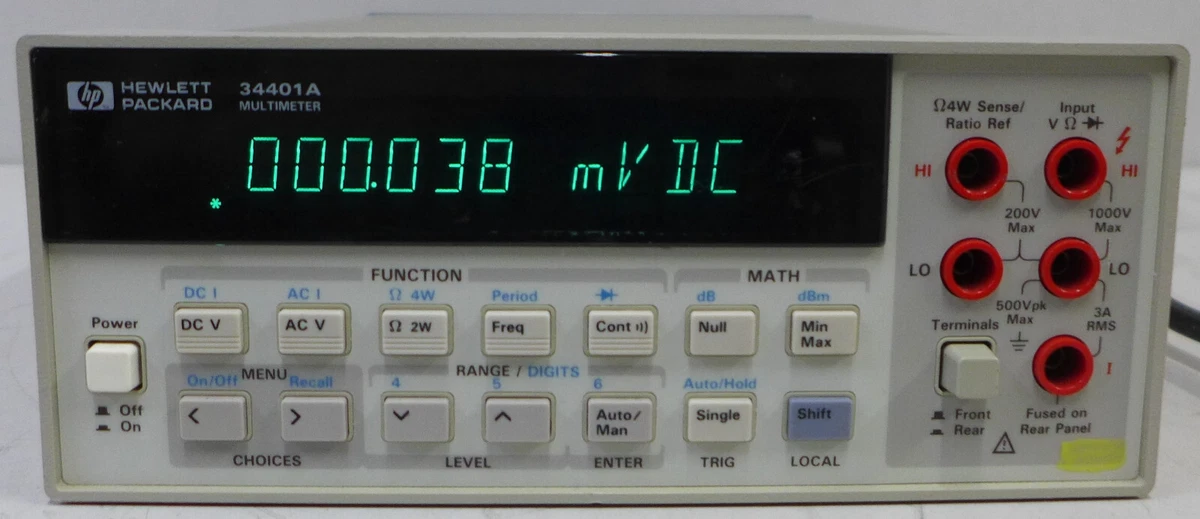 hp HEWLETT PACKARD
34401A
MULTIMETER
000.038 mV DC
*
Ω4W Sense/
Ratio Ref
Input
V Ω
HI
HI
200V
Max
1000V
Max
LO
LO
500Vpk
Max
3A
RMS
Terminals
I
Front
Rear
Fused on
Rear Panel
FUNCTION
MATH
DC I
AC I
Ω 4W
Period
dB
dBm
Power
DC V
AC V
Ω 2W
Freq
Cont
Null
Min
Max
MENU
RANGE / DIGITS
On/Off
Recall
4
5
6
Auto/Hold
Off
On
<
>
Auto/
Man
Single
Shift
CHOICES
LEVEL
ENTER
TRIG
LOCAL